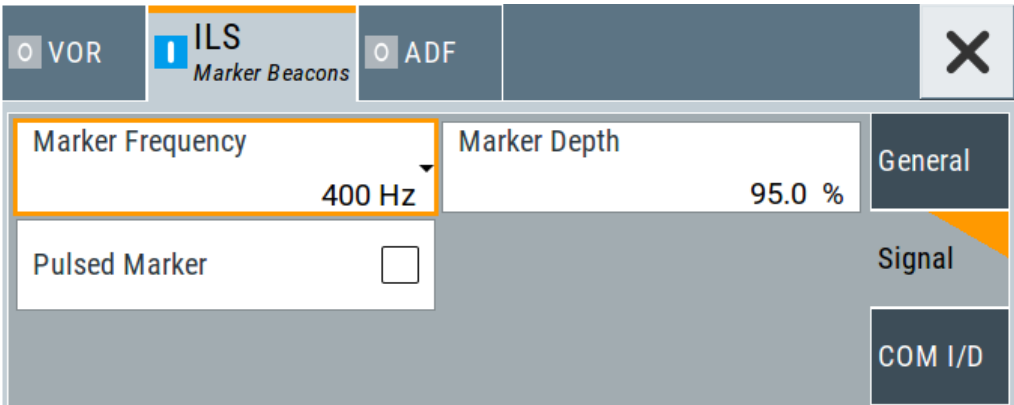 VOR
ILS
Marker Beacons
ADF
Marker Frequency
400 Hz
Marker Depth
95.0 %
General
Pulsed Marker
Signal
COM I/D